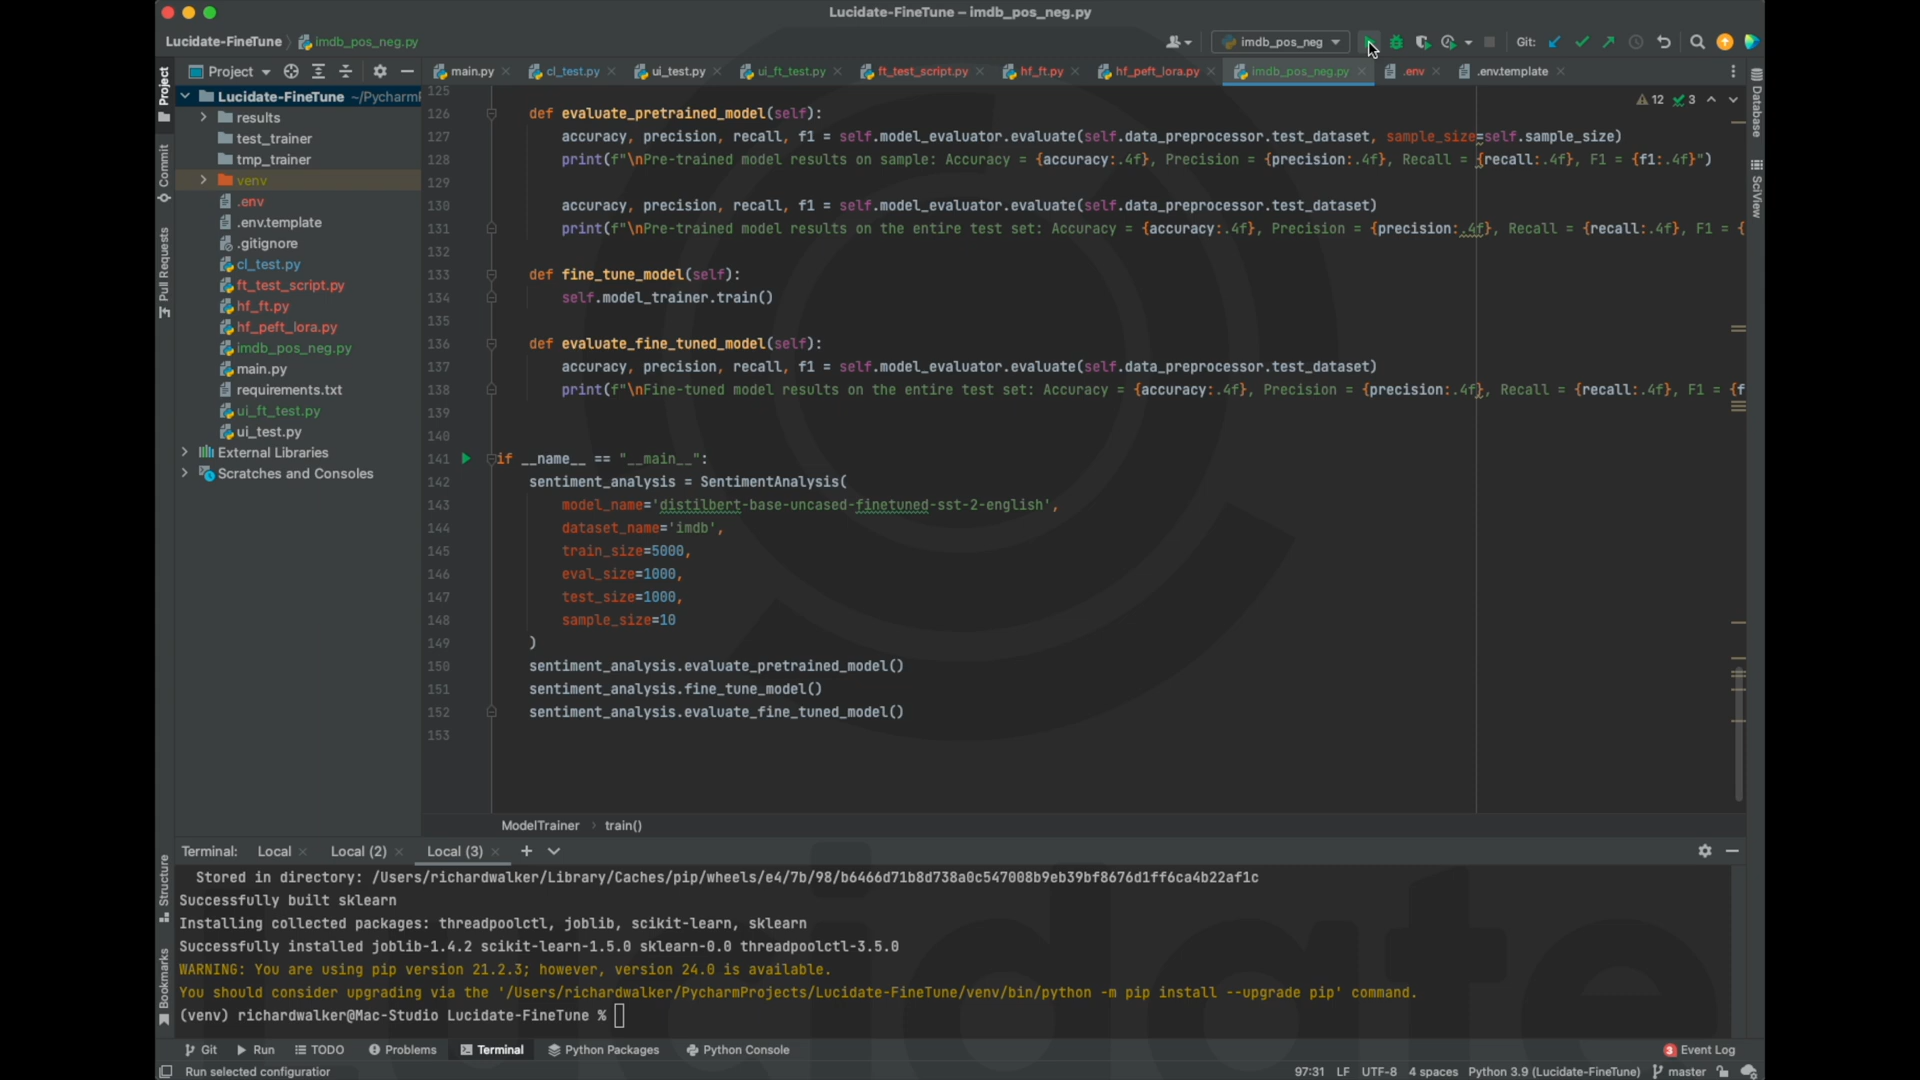 Lucidate-FineTune – imdb_pos_neg.py
Lucidate-FineTune
imdb_pos_neg.py
imdb_pos_neg
Git:
Project
main.py
cl_test.py
ui_test.py
ui_ft_test.py
ft_test_script.py
hf_ft.py
hf_peft_lora.py
imdb_pos_neg.py
.env
.env.template
Project
Commit
Pull Requests
Structure
Bookmarks
Database
SciView
Lucidate-FineTune ~/Pycharm
results
test_trainer
tmp_trainer
venv
.env
.env.template
.gitignore
cl_test.py
ft_test_script.py
hf_ft.py
hf_peft_lora.py
imdb_pos_neg.py
main.py
requirements.txt
ui_ft_test.py
ui_test.py
External Libraries
Scratches and Consoles
12 3
125
126 def evaluate_pretrained_model(self):
127 accuracy, precision, recall, f1 = self.model_evaluator.evaluate(self.data_preprocessor.test_dataset, sample_size=self.sample_size)
128 print(f"\nPre-trained model results on sample: Accuracy = {accuracy:.4f}, Precision = {precision:.4f}, Recall = {recall:.4f}, F1 = {f1:.4f}")
129
130 accuracy, precision, recall, f1 = self.model_evaluator.evaluate(self.data_preprocessor.test_dataset)
131 print(f"\nPre-trained model results on the entire test set: Accuracy = {accuracy:.4f}, Precision = {precision:.4f}, Recall = {recall:.4f}, F1 = {
132
133 def fine_tune_model(self):
134 self.model_trainer.train()
135
136 def evaluate_fine_tuned_model(self):
137 accuracy, precision, recall, f1 = self.model_evaluator.evaluate(self.data_preprocessor.test_dataset)
138 print(f"\nFine-tuned model results on the entire test set: Accuracy = {accuracy:.4f}, Precision = {precision:.4f}, Recall = {recall:.4f}, F1 = {f
139
140
141 if __name__ == "__main__":
142 sentiment_analysis = SentimentAnalysis(
143 model_name='distilbert-base-uncased-finetuned-sst-2-english',
144 dataset_name='imdb',
145 train_size=5000,
146 eval_size=1000,
147 test_size=1000,
148 sample_size=10
149 )
150 sentiment_analysis.evaluate_pretrained_model()
151 sentiment_analysis.fine_tune_model()
152 sentiment_analysis.evaluate_fine_tuned_model()
153
ModelTrainer › train()
Terminal: Local Local (2) Local (3)
Stored in directory: /Users/richardwalker/Library/Caches/pip/wheels/e4/7b/98/b6466d71b8d738a0c547008b9eb39bf8676d1ff6ca4b22af1c
Successfully built sklearn
Installing collected packages: threadpoolctl, joblib, scikit-learn, sklearn
Successfully installed joblib-1.4.2 scikit-learn-1.5.0 sklearn-0.0 threadpoolctl-3.5.0
WARNING: You are using pip version 21.2.3; however, version 24.0 is available.
You should consider upgrading via the '/Users/richardwalker/PycharmProjects/Lucidate-FineTune/venv/bin/python -m pip install --upgrade pip' command.
(venv) richardwalker@Mac-Studio Lucidate-FineTune %
Git Run TODO Problems Terminal Python Packages Python Console
3 Event Log
Run selected configuration
97:31 LF UTF-8 4 spaces Python 3.9 (Lucidate-FineTune) master
lucidate